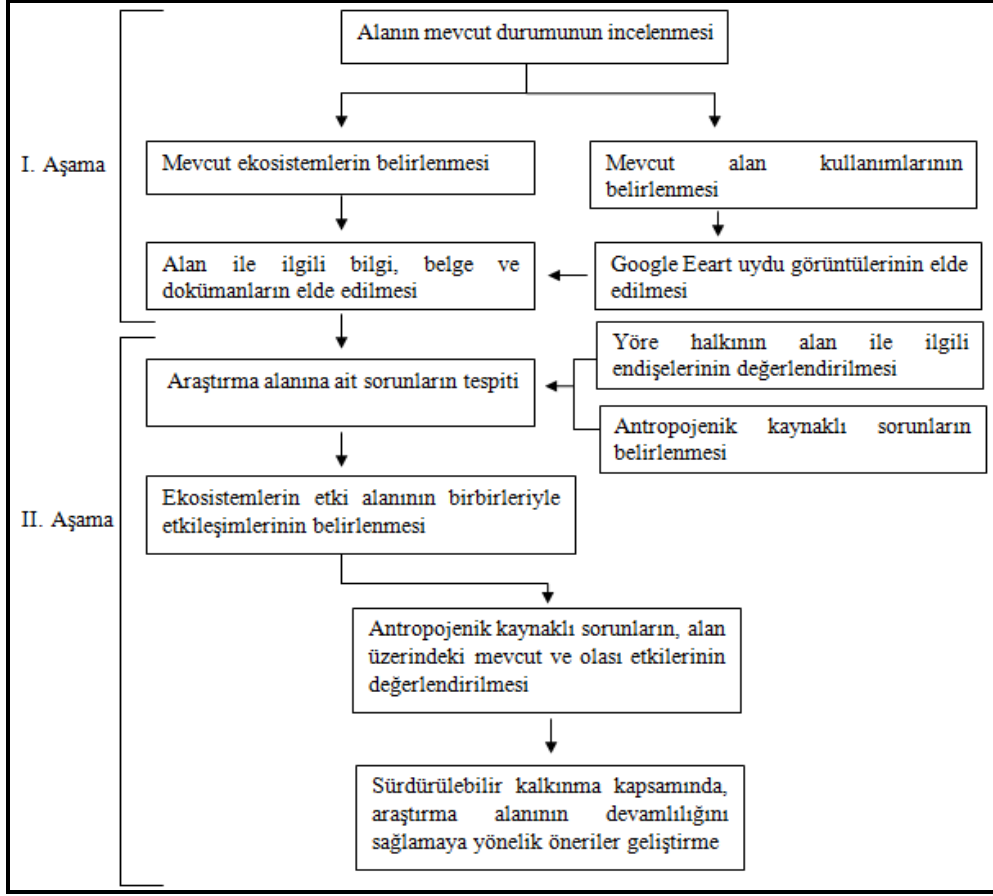 Alanın mevcut durumunun incelenmesi
I. Aşama
Mevcut ekosistemlerin belirlenmesi
Mevcut alan kullanımlarının
belirlenmesi
Alan ile ilgili bilgi, belge ve
dokümanların elde edilmesi
Google Eeart uydu görüntülerinin elde
edilmesi
II. Aşama
Araştırma alanına ait sorunların tespiti
Yöre halkının alan ile ilgili
endişelerinin değerlendirilmesi
Antropojenik kaynaklı sorunların
belirlenmesi
Ekosistemlerin etki alanının birbirleriyle
etkileşimlerinin belirlenmesi
Antropojenik kaynaklı sorunların, alan
üzerindeki mevcut ve olası etkilerinin
değerlendirilmesi
Sürdürülebilir kalkınma kapsamında,
araştırma alanının devamlılığını
sağlamaya yönelik öneriler geliştirme